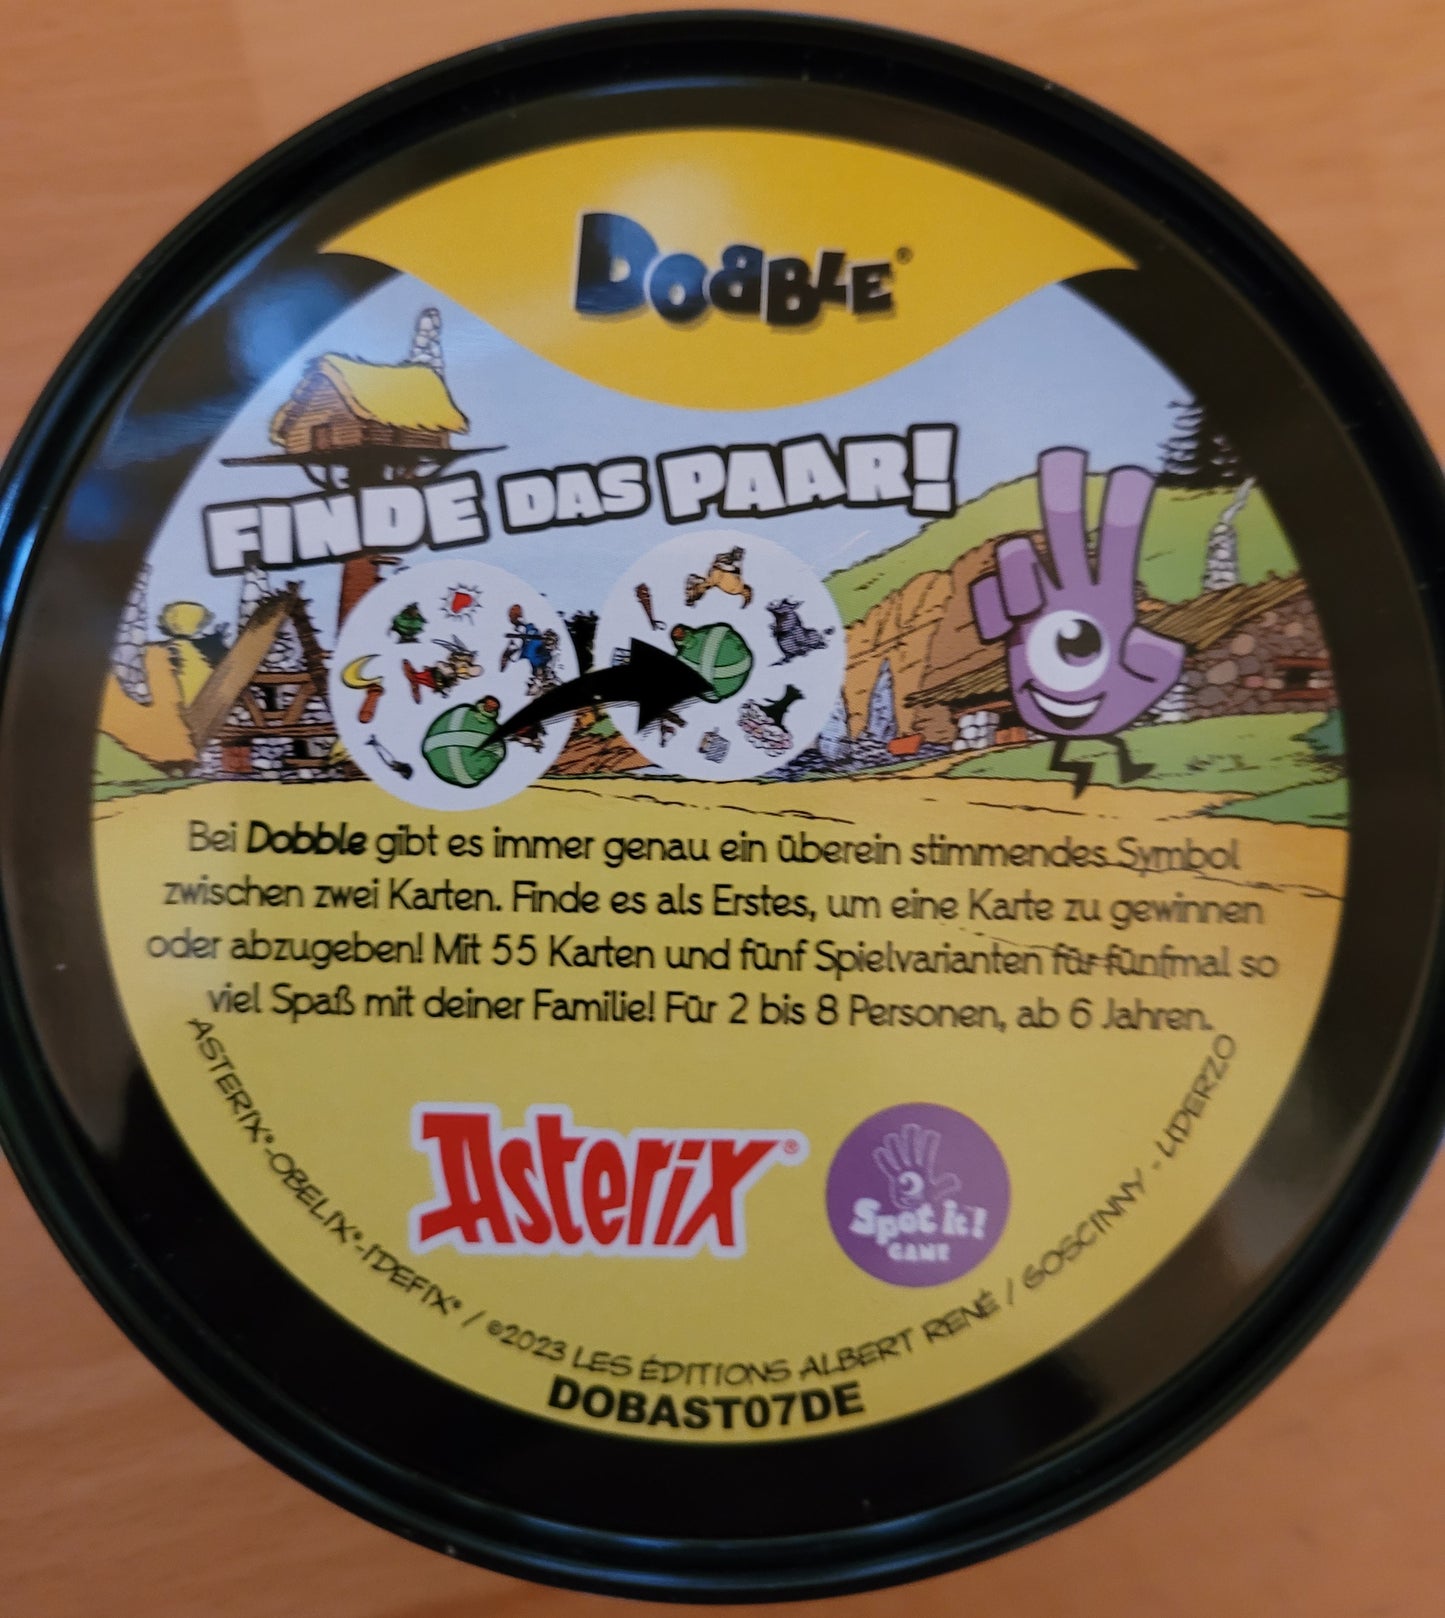 DOBBLE®
FINDE DAS PAAR!
Bei Dobble gibt es immer genau ein überein stimmendes Symbol
zwischen zwei Karten. Finde es als Erstes, um eine Karte zu gewinnen
oder abzugeben! Mit 55 Karten und fünf Spielvarianten für fünfmal so
viel Spaß mit deiner Familie! Für 2 bis 8 Personen, ab 6 Jahren.
Asterix®
Spot it!
GAME
ASTERIX®-OBELIX®-IDEFIX® / ©2023 LES ÉDITIONS ALBERT RENÉ / GOSCINNY - UDERZO
DOBAST07DE